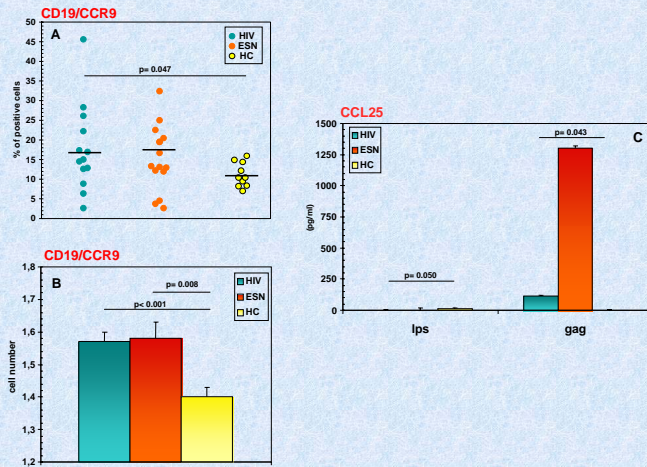 CD19/CCR9
A
HIV
ESN
HC
p= 0.047
% of positive cells
50
45
40
35
30
25
20
15
10
5
0
CD19/CCR9
B
HIV
ESN
HC
p= 0.008
p< 0.001
cell number
1,8
1,7
1,6
1,5
1,4
1,3
1,2
CCL25
C
HIV
ESN
HC
p= 0.043
p= 0.050
(pg/ml)
1500
1250
1000
750
500
250
0
lps
gag